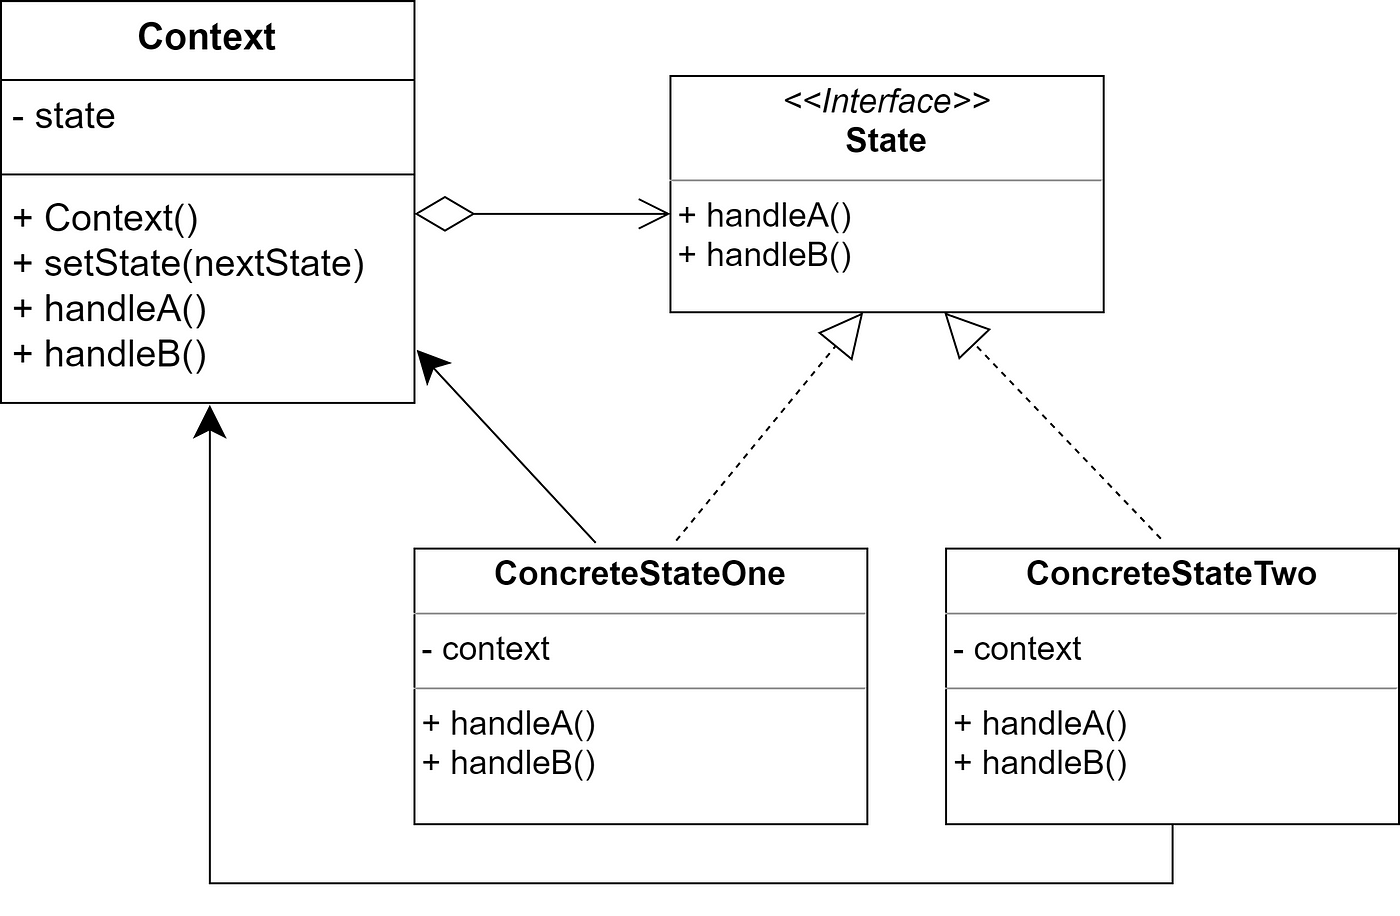 Context
- state
+ Context()
+ setState(nextState)
+ handleA()
+ handleB()
<<Interface>>
State
+ handleA()
+ handleB()
ConcreteStateOne
- context
+ handleA()
+ handleB()
ConcreteStateTwo
- context
+ handleA()
+ handleB()